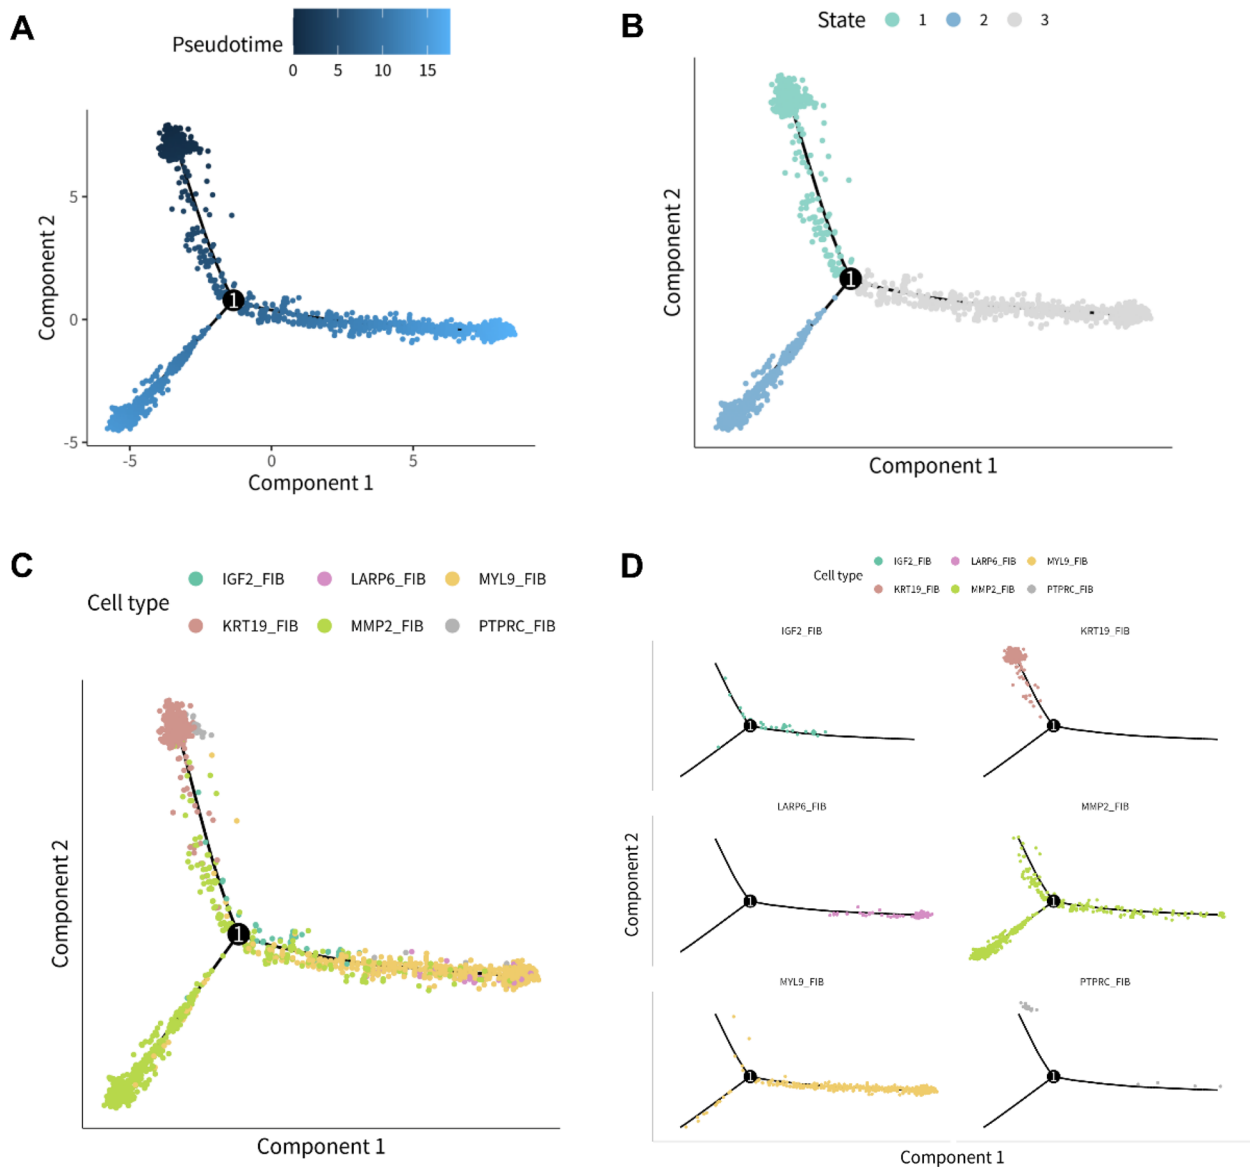 A
Pseudotime
0 5 10 15
5
0
-5
-5 0 5
Component 2
Component 1
1
B
State 1 2 3
Component 2
Component 1
1
C
Cell type
IGF2_FIB LARP6_FIB MYL9_FIB
KRT19_FIB MMP2_FIB PTPRC_FIB
Component 2
Component 1
1
D
Cell type
IGF2_FIB LARP6_FIB MYL9_FIB
KRT19_FIB MMP2_FIB PTPRC_FIB
IGF2_FIB KRT19_FIB
1 1
LARP6_FIB MMP2_FIB
1 1
MYL9_FIB PTPRC_FIB
1 1
Component 2
Component 1